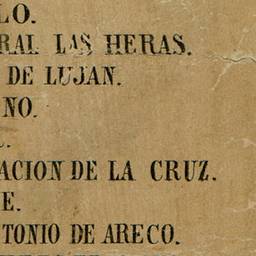 LO.
RAL LAS HERAS.
DE LUJAN.
NO.
ACION DE LA CRUZ.
E.
TONIO DE ARECO.